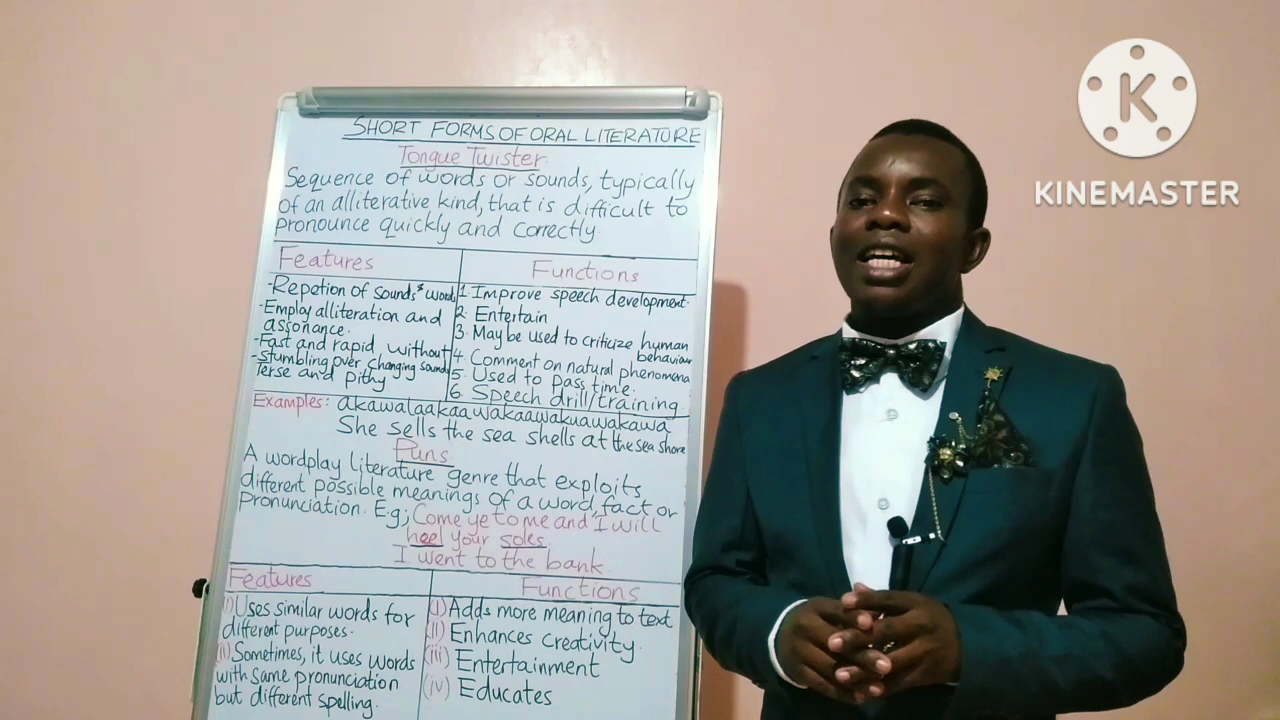 SHORT FORMS OF ORAL LITERATURE
Tongue Twister
Sequence of words or sounds, typically
of an alliterative kind, that is difficult to
pronounce quickly and correctly
Features
-Repetion of sounds & words
-Employ alliteration and
assonance.
-Fast and rapid without
-Stumbling over changing sounds
Terse and pithy
Functions
1. Improve speech development.
2. Entertain
3. May be used to criticize human
behaviour
4. Comment on natural phenomena
5. Used to pass time.
6. Speech drill/training
Examples: akawalaakaawakaawakuawakawa
She sells the sea shells at the sea shore
Puns
A wordplay literature genre that exploits
different possible meanings of a word, fact or
pronunciation. E.g; Come ye to me and I will
heel your soles
I went to the bank
Features
(i) Uses similar words for
different purposes.
(ii) Sometimes, it uses words
with same pronunciation
but different spelling.
Functions
(i) Adds more meaning to text
(ii) Enhances creativity.
(iii) Entertainment
(iv) Educates
K
KINEMASTER